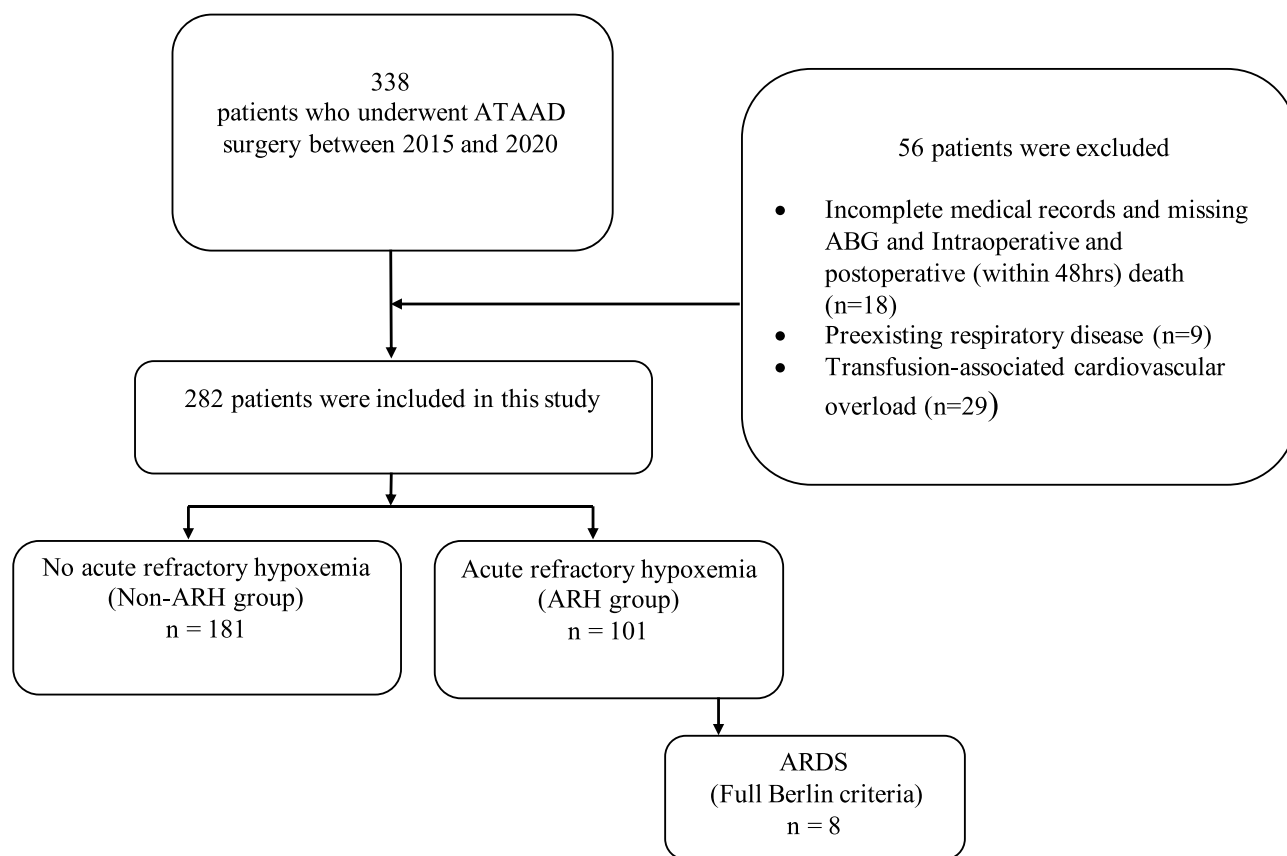 338
patients who underwent ATAAD
surgery between 2015 and 2020
56 patients were excluded
• Incomplete medical records and missing
ABG and Intraoperative and
postoperative (within 48hrs) death
(n=18)
• Preexisting respiratory disease (n=9)
• Transfusion-associated cardiovascular
overload (n=29)
282 patients were included in this study
No acute refractory hypoxemia
(Non-ARH group)
n = 181
Acute refractory hypoxemia
(ARH group)
n = 101
ARDS
(Full Berlin criteria)
n = 8